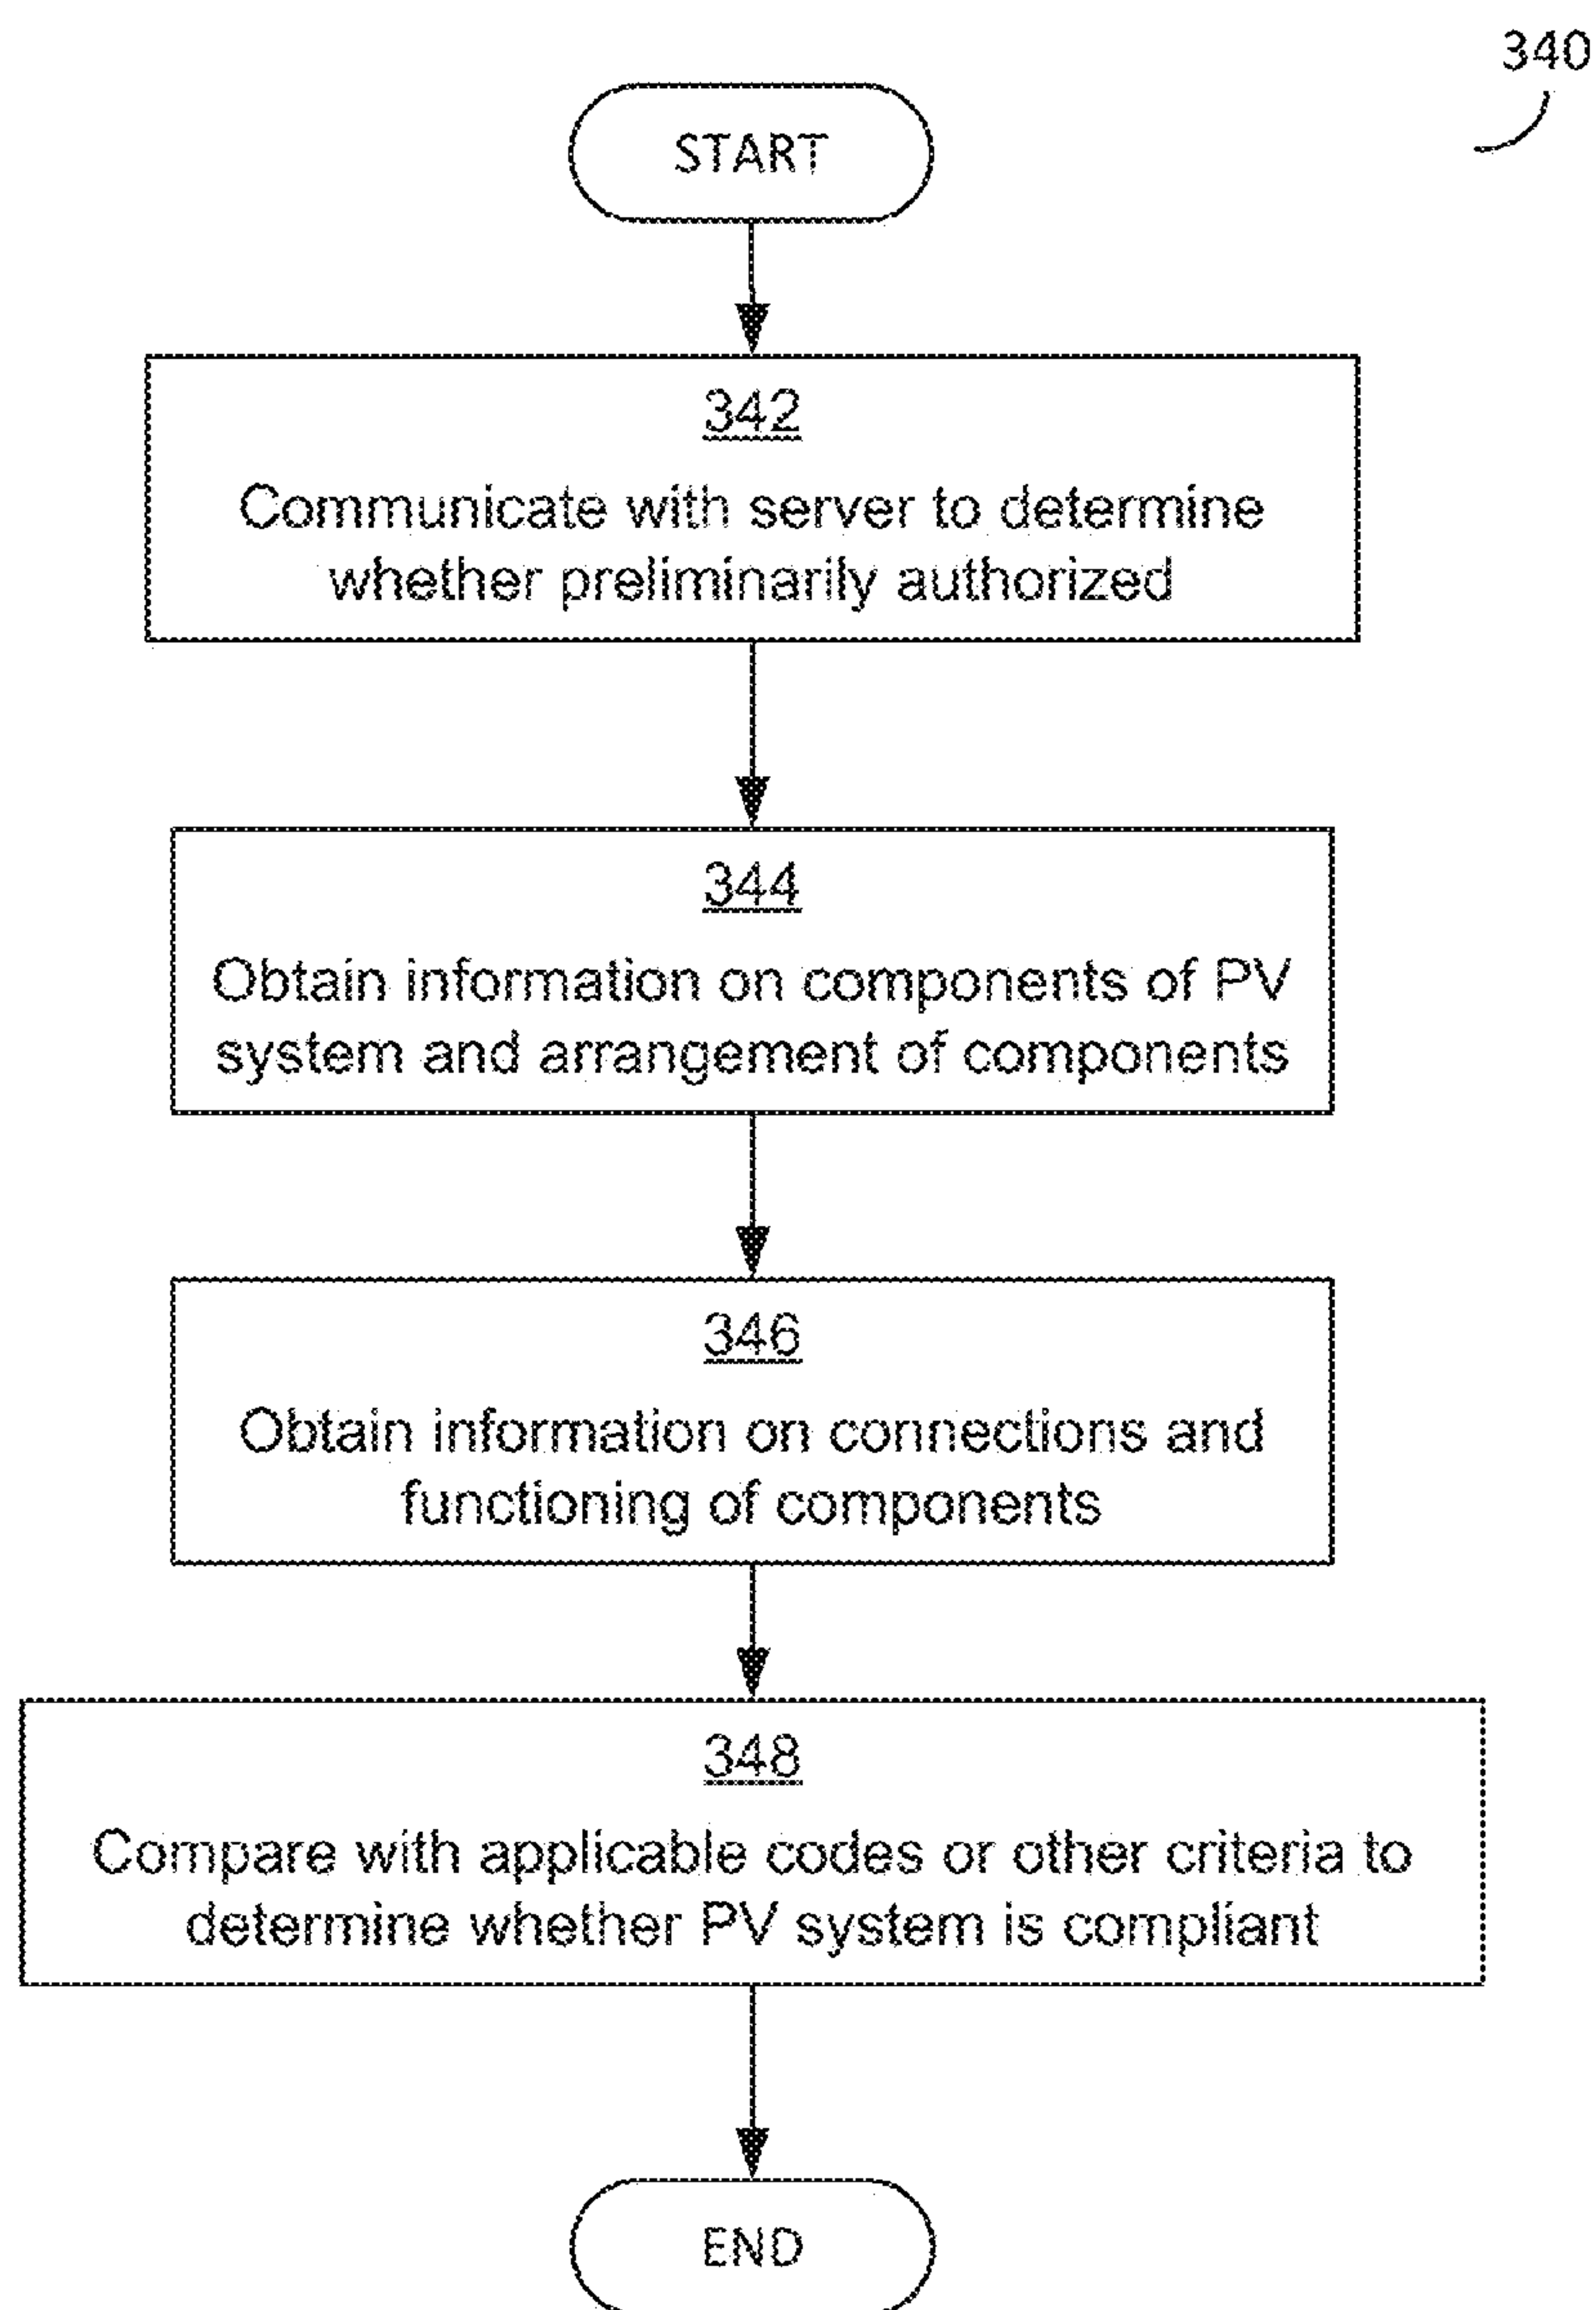 340
START
342
Communicate with server to determine
whether preliminarily authorized
344
Obtain information on components of PV
system and arrangement of components
346
Obtain information on connections and
functioning of components
348
Compare with applicable codes or other criteria to
determine whether PV system is compliant
END